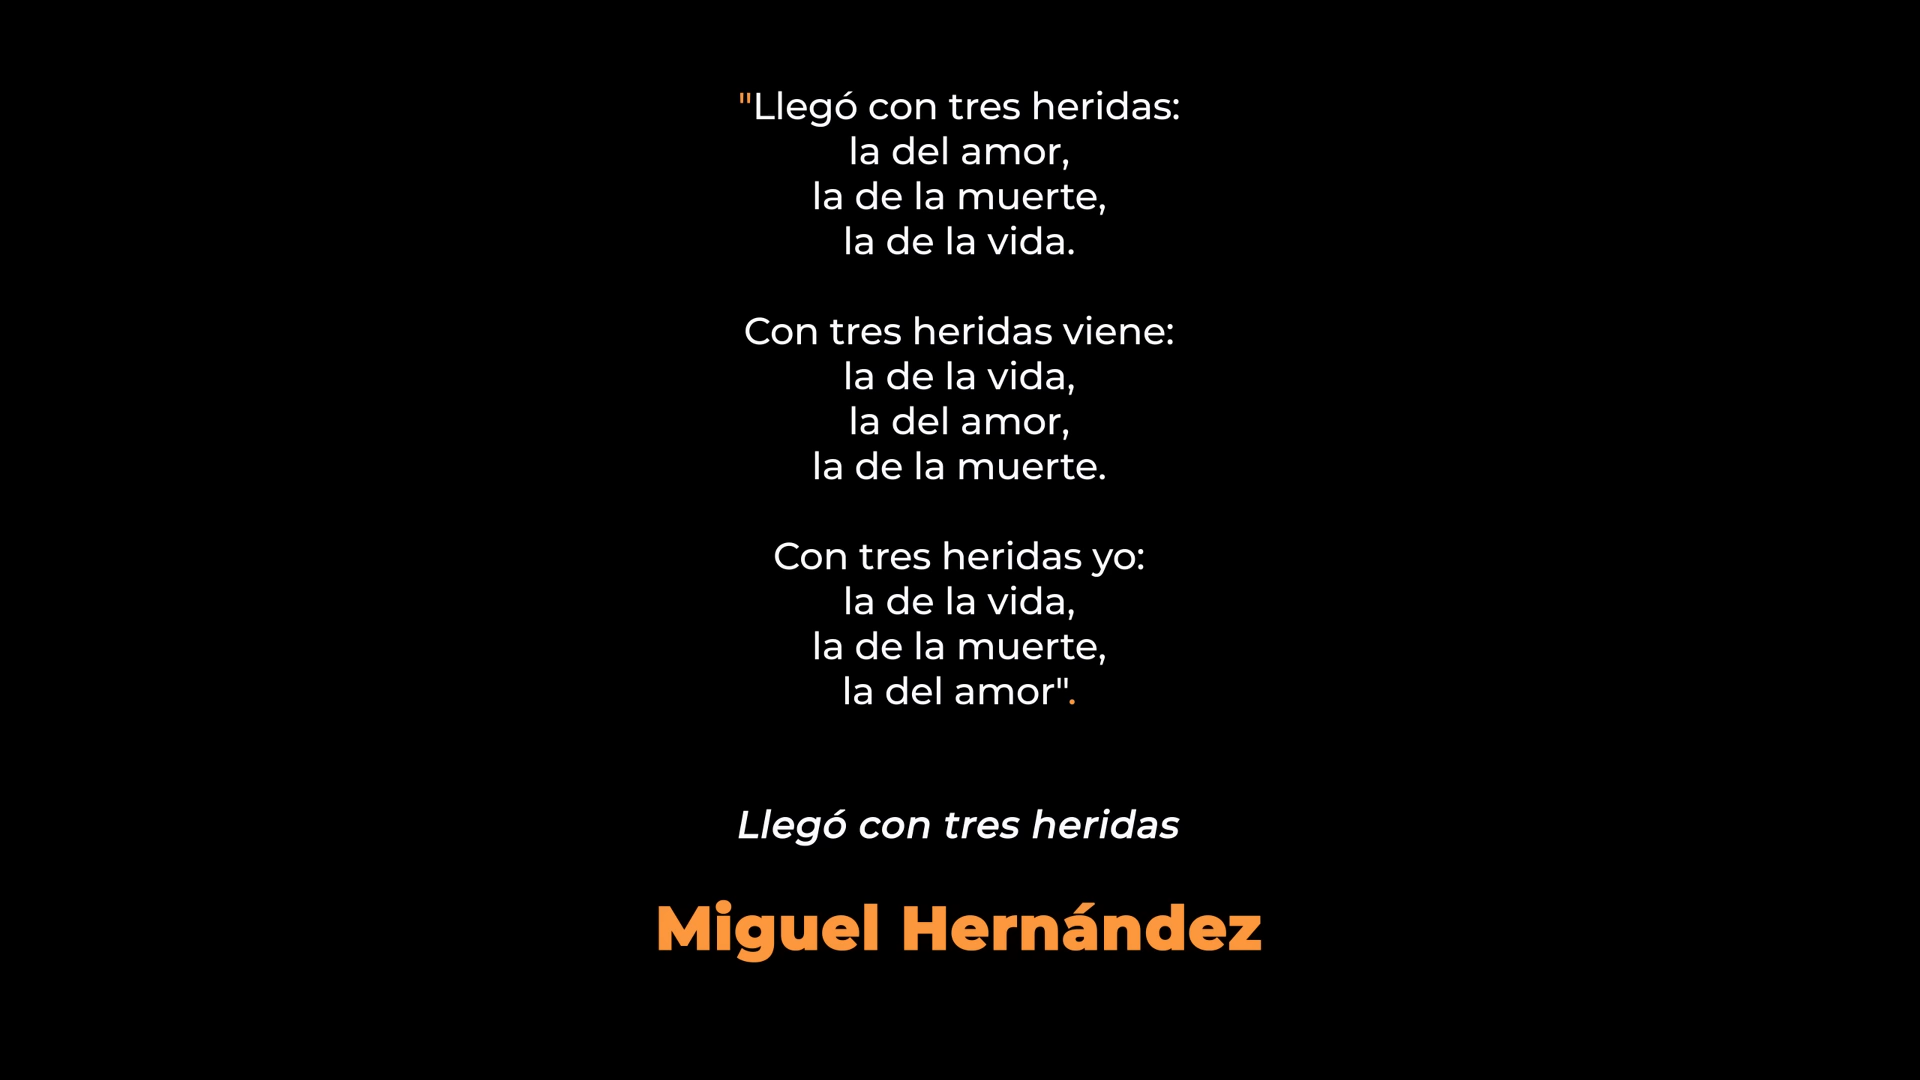 "Llegó con tres heridas:
la del amor,
la de la muerte,
la de la vida.
Con tres heridas viene:
la de la vida,
la del amor,
la de la muerte.
Con tres heridas yo:
la de la vida,
la de la muerte,
la del amor".
Llegó con tres heridas
Miguel Hernández